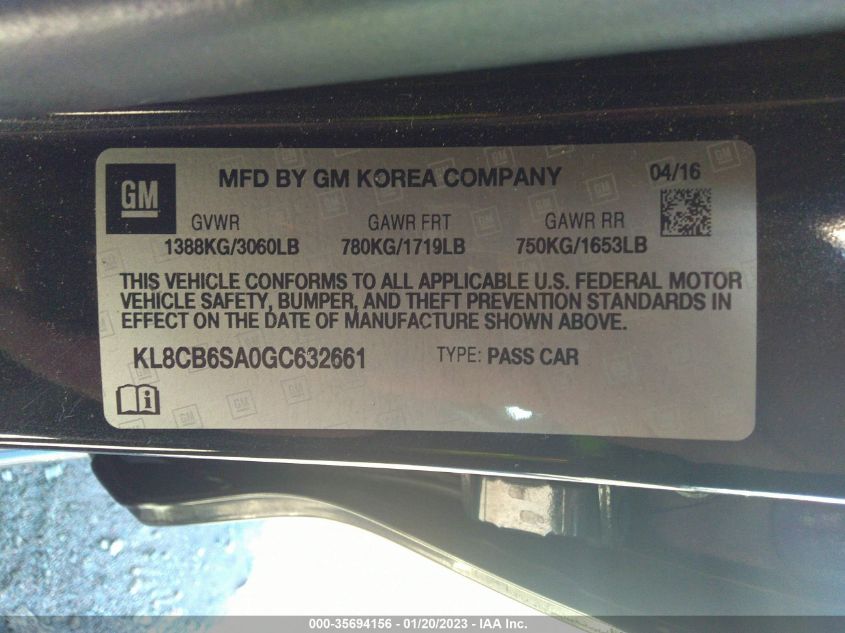 GM MFD BY GM KOREA COMPANY 04/16
GVWR GAWR FRT GAWR RR
1388KG/3060LB 780KG/1719LB 750KG/1653LB
THIS VEHICLE CONFORMS TO ALL APPLICABLE U.S. FEDERAL MOTOR
VEHICLE SAFETY, BUMPER, AND THEFT PREVENTION STANDARDS IN
EFFECT ON THE DATE OF MANUFACTURE SHOWN ABOVE.
KL8CB6SA0GC632661 TYPE: PASS CAR
000-35694156 - 01/20/2023 - IAA Inc.